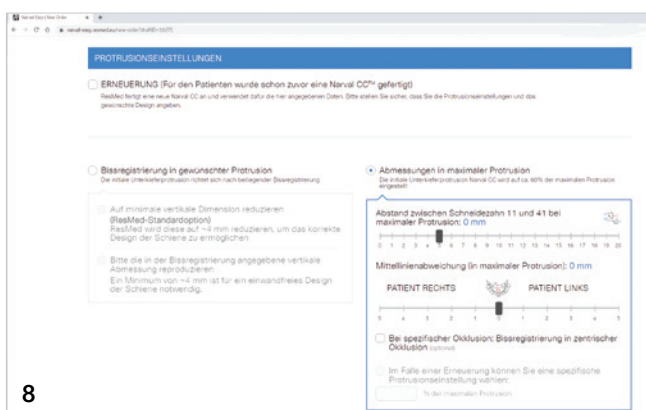 Narval Easy | New Order
PROTRUSIONSEINSTELLUNGEN
ERNEUERUNG (Für den Patienten wurde schon zuvor eine Narval CC™ gefertigt)
ResMed fertigt eine neue Narval CC an und verwendet dafür die hier angegebenen Daten. Bitte stellen Sie sicher, dass Sie die Protrusionseinstellungen und das
gewünschte Design angeben.
Bissregistrierung in gewünschter Protrusion
Die initiale Unterkieferprotrusion richtet sich nach beiliegender Bissregistrierung
Auf minimale vertikale Dimension reduzieren
(ResMed-Standardoption)
ResMed wird diese auf ~4 mm reduzieren, um das korrekte
Design der Schiene zu ermöglichen
Bitte die in der Bissregistrierung angegebene vertikale
Abmessung reproduzieren:
Ein Minimum von ~4 mm ist für ein einwandfreies Design
der Schiene notwendig.
Abmessungen in maximaler Protrusion
Die initiale Unterkieferprotrusion Narval CC wird auf ca. 60% der maximalen Protrusion
eingestellt
Abstand zwischen Schneidezahn 11 und 41 bei
maximaler Protrusion: 0 mm
0 1 2 3 4 5 6 7 8 9 10 11 12 13 14 15 16 17 18 19 20
Mittellinienabweichung (in maximaler Protrusion): 0 mm
PATIENT RECHTS PATIENT LINKS
5 4 3 2 1 0 1 2 3 4 5
Bei spezifischer Okklusion: Bissregistrierung in zentrischer
Okklusion (optional)
Im Falle einer Erneuerung können Sie eine spezifische
Protrusionseinstellung wählen:
% der maximalen Protrusion
8